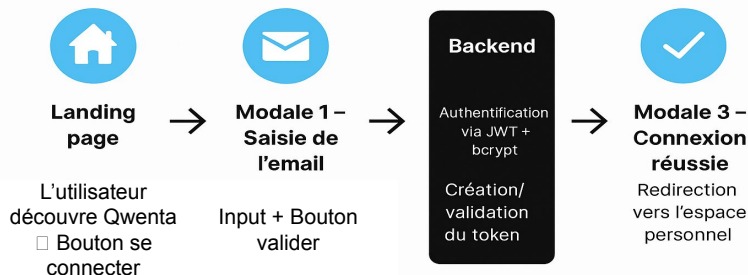 Landing
page
L'utilisateur
découvre Qwenta
□ Bouton se
connecter
Modale 1 –
Saisie de
l'email
Input + Bouton
valider
Backend
Authentification
via JWT +
bcrypt
Création/
validation
du token
Modale 3 –
Connexion
réussie
Redirection
vers l'espace
personnel